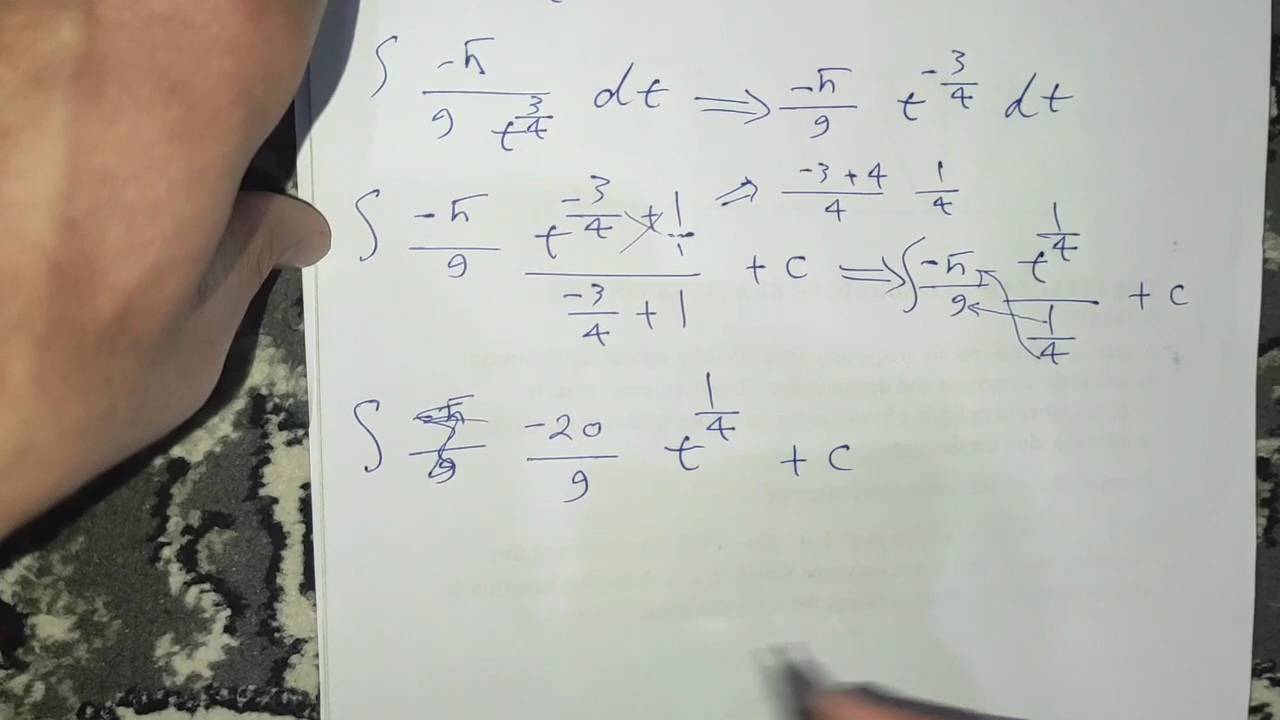 ∫ -5/(9 t^(3/4)) dt ⇒ -5/9 t^(-3/4) dt
∫ -5/9 t^(-3/4 + 1/1)/(-3/4 + 1) + c ⇒ (-3+4)/4 1/4
⇒ ∫ -5/9 t^(1/4)/(1/4) + c
∫ -20/9 t^(1/4) + c